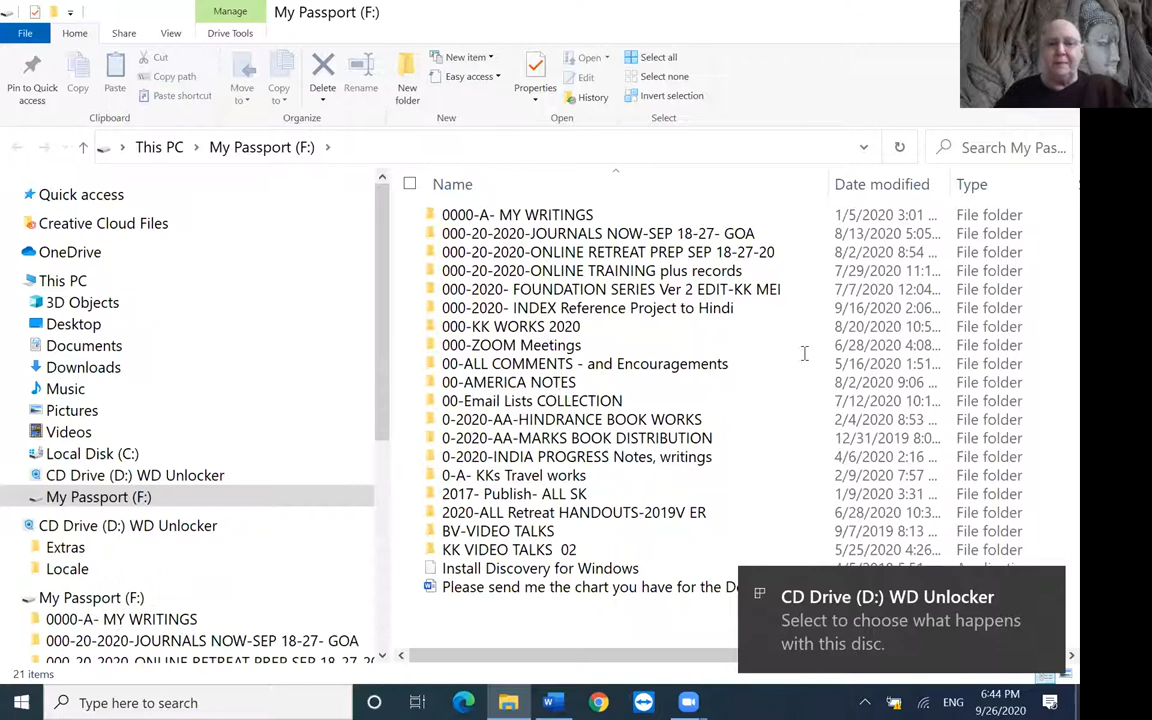 Manage
My Passport (F:)
File
Home
Share
View
Drive Tools
Pin to Quick
access
Copy
Paste
Cut
Copy path
Paste shortcut
Move
to
Copy
to
Delete
Rename
New
folder
New item
Easy access
Properties
Open
Edit
History
Select all
Select none
Invert selection
Clipboard
Organize
New
Open
Select
This PC
My Passport (F:)
Search My Pas...
Quick access
Creative Cloud Files
OneDrive
This PC
3D Objects
Desktop
Documents
Downloads
Music
Pictures
Videos
Local Disk (C:)
CD Drive (D:) WD Unlocker
My Passport (F:)
CD Drive (D:) WD Unlocker
Extras
Locale
My Passport (F:)
0000-A- MY WRITINGS
000-20-2020-JOURNALS NOW-SEP 18-27- GOA
000-20-2020-ONLINE RETREAT PREP SEP 18-27-20
Name Date modified Type
0000-A- MY WRITINGS 1/5/2020 3:01 ... File folder
000-20-2020-JOURNALS NOW-SEP 18-27- GOA 8/13/2020 5:05... File folder
000-20-2020-ONLINE RETREAT PREP SEP 18-27-20 8/2/2020 8:54 ... File folder
000-20-2020-ONLINE TRAINING plus records 7/29/2020 11:1... File folder
000-2020- FOUNDATION SERIES Ver 2 EDIT-KK MEI 7/7/2020 12:04... File folder
000-2020- INDEX Reference Project to Hindi 9/16/2020 2:06... File folder
000-KK WORKS 2020 8/20/2020 10:5... File folder
000-ZOOM Meetings 6/28/2020 4:08... File folder
00-ALL COMMENTS - and Encouragements 5/16/2020 1:51... File folder
00-AMERICA NOTES 8/2/2020 9:06 ... File folder
00-Email Lists COLLECTION 7/12/2020 10:1... File folder
0-2020-AA-HINDRANCE BOOK WORKS 2/4/2020 8:53 ... File folder
0-2020-AA-MARKS BOOK DISTRIBUTION 12/31/2019 8:0... File folder
0-2020-INDIA PROGRESS Notes, writings 4/6/2020 2:16 ... File folder
0-A- KKs Travel works 2/9/2020 7:57 ... File folder
2017- Publish- ALL SK 1/9/2020 3:31 ... File folder
2020-ALL Retreat HANDOUTS-2019V ER 6/28/2020 10:3... File folder
BV-VIDEO TALKS 9/7/2019 8:13 ... File folder
KK VIDEO TALKS 02 5/25/2020 4:26... File folder
Install Discovery for Windows
Please send me the chart you have for the
CD Drive (D:) WD Unlocker
Select to choose what happens
with this disc.
21 items
Type here to search
ENG
6:44 PM
9/26/2020